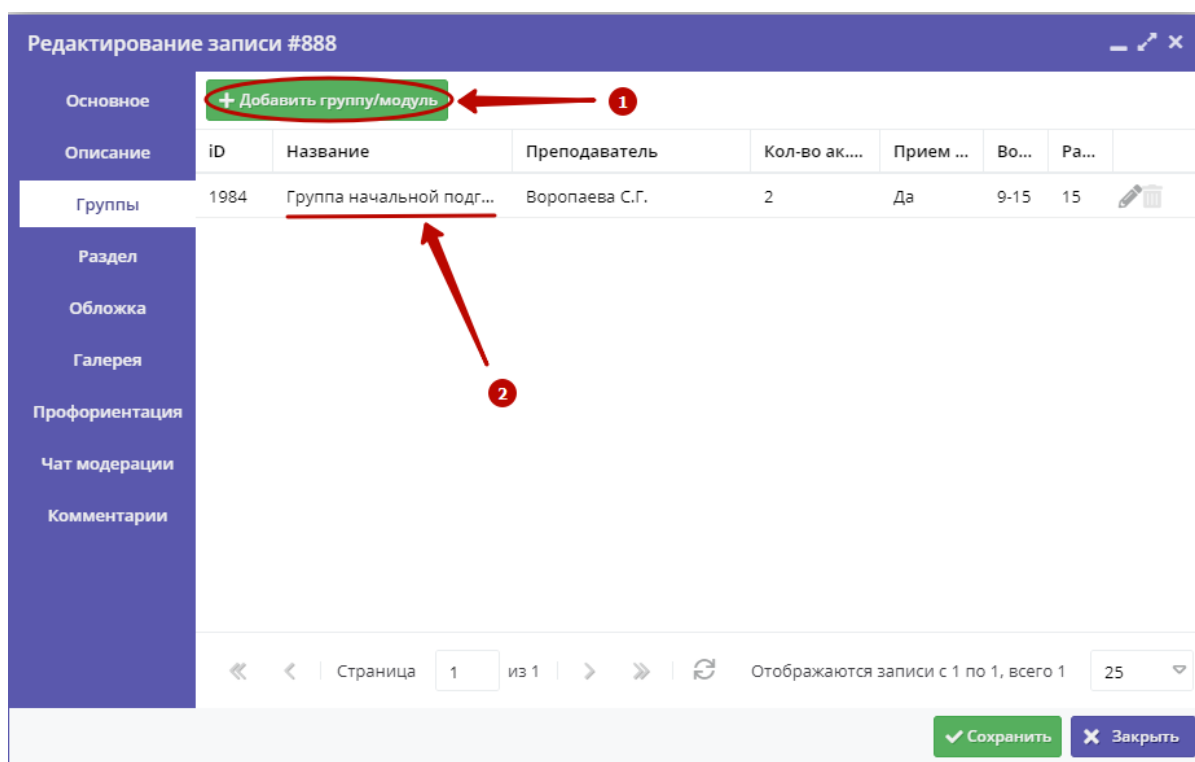 Редактирование записи #888
Основное
Описание
Группы
Раздел
Обложка
Галерея
Профориентация
Чат модерации
Комментарии
+ Добавить группу/модуль
1
iD Название Преподаватель Кол-во ак.... Прием ... Во... Ра...
1984 Группа начальной подг... Воропаева С.Г. 2 Да 9-15 15
2
Страница 1 из 1 Отображаются записи с 1 по 1, всего 1 25
Сохранить Закрыть